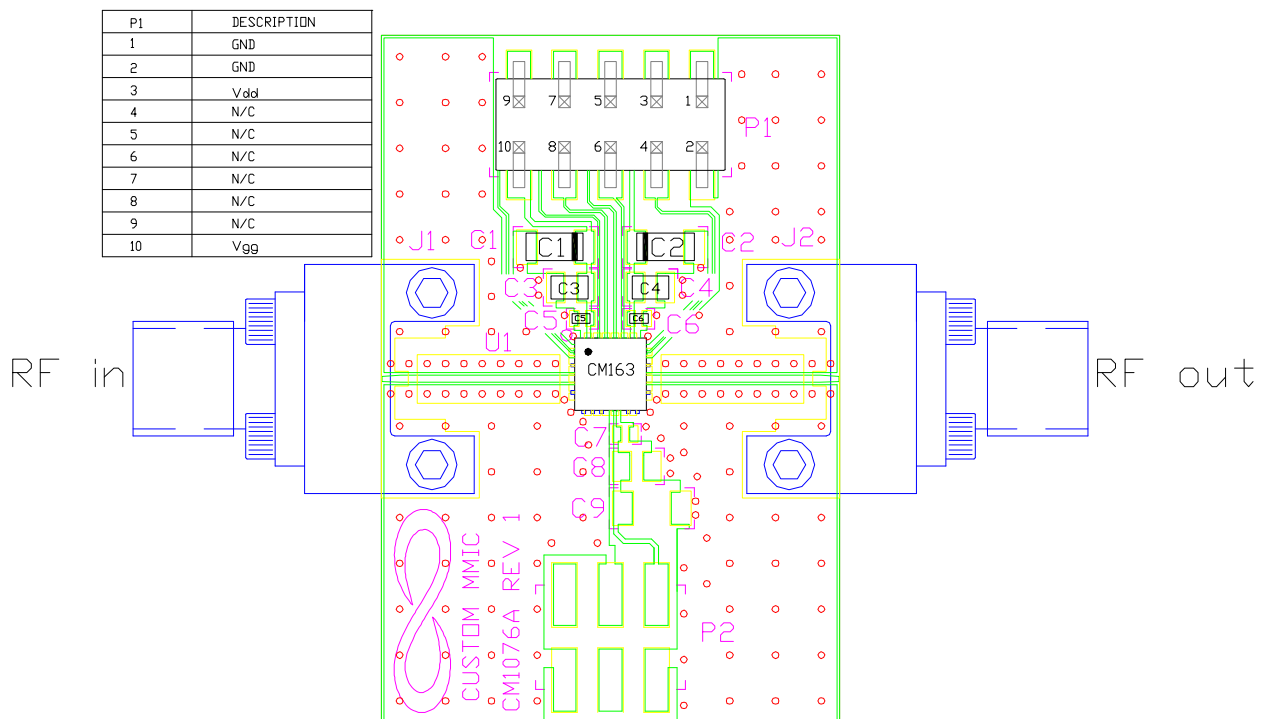 P1 DESCRIPTION
1 GND
2 GND
3 Vdd
4 N/C
5 N/C
6 N/C
7 N/C
8 N/C
9 N/C
10 Vgg
9 7 5 3 1
10 8 6 4 2
P1
J1
C1
C1
C2
C2
J2
C3
C3
C4
C4
C5
C5
C6
C6
U1
CM163
RF in
RF out
C7
C8
C9
CUSTOM MMIC
CM1076A REV 1
P2